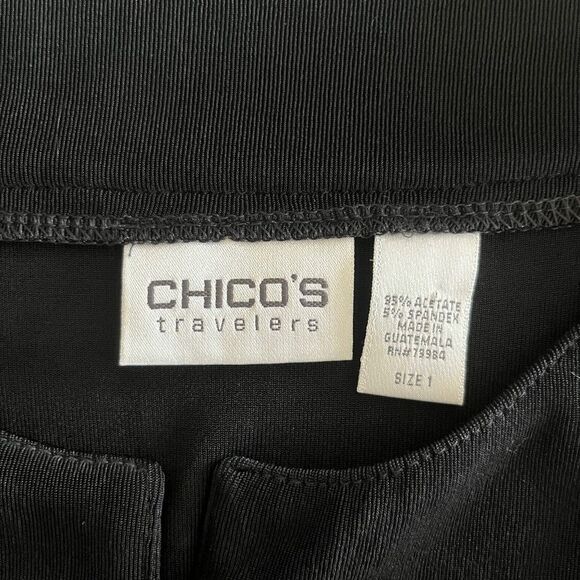 CHICO'S
travelers
95% ACETATE
5% SPANDEX
MADE IN
GUATEMALA
RN#79984
SIZE 1